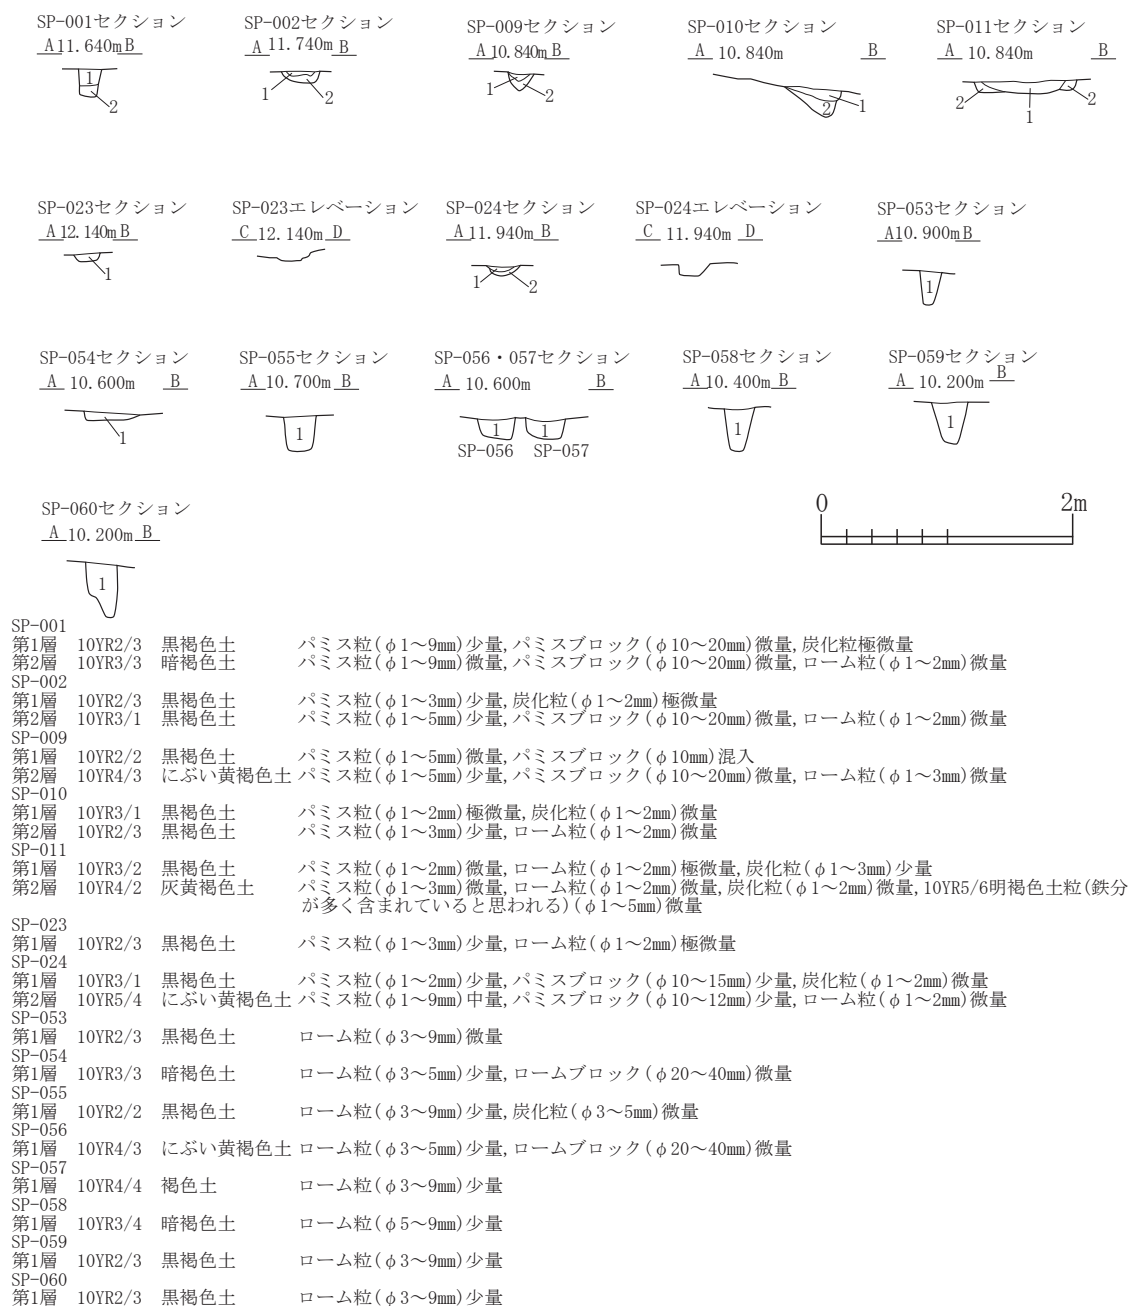 SP-001セクション
A 11.640m B
1
2
SP-002セクション
A 11.740m B
1
2
SP-009セクション
A 10.840m B
1
2
SP-010セクション
A 10.840m B
2
1
SP-011セクション
A 10.840m B
2
1
2
SP-023セクション
A 12.140m B
1
SP-023エレベーション
C 12.140m D
SP-024セクション
A 11.940m B
1
2
SP-024エレベーション
C 11.940m D
SP-053セクション
A 10.900m B
1
SP-054セクション
A 10.600m B
1
SP-055セクション
A 10.700m B
1
SP-056・057セクション
A 10.600m B
1 1
SP-056 SP-057
SP-058セクション
A 10.400m B
1
SP-059セクション
A 10.200m B
1
SP-060セクション
A 10.200m B
1
0 2m
SP-001
第1層 10YR2/3 黒褐色土 パミス粒(φ1~9㎜)少量,パミスブロック(φ10~20㎜)微量,炭化粒極微量
第2層 10YR3/3 暗褐色土 パミス粒(φ1~9㎜)微量,パミスブロック(φ10~20㎜)微量,ローム粒(φ1~2㎜)微量
SP-002
第1層 10YR2/3 黒褐色土 パミス粒(φ1~3㎜)少量,炭化粒(φ1~2㎜)極微量
第2層 10YR3/1 黒褐色土 パミス粒(φ1~5㎜)少量,パミスブロック(φ10~20㎜)微量,ローム粒(φ1~2㎜)微量
SP-009
第1層 10YR2/2 黒褐色土 パミス粒(φ1~5㎜)微量,パミスブロック(φ10㎜)混入
第2層 10YR4/3 にぶい黄褐色土 パミス粒(φ1~5㎜)少量,パミスブロック(φ10~20㎜)微量,ローム粒(φ1~3㎜)微量
SP-010
第1層 10YR3/1 黒褐色土 パミス粒(φ1~2㎜)極微量,炭化粒(φ1~2㎜)微量
第2層 10YR2/3 黒褐色土 パミス粒(φ1~3㎜)少量,ローム粒(φ1~2㎜)微量
SP-011
第1層 10YR3/2 黒褐色土 パミス粒(φ1~2㎜)微量,ローム粒(φ1~2㎜)極微量,炭化粒(φ1~3㎜)少量
第2層 10YR4/2 灰黄褐色土 パミス粒(φ1~3㎜)微量,ローム粒(φ1~2㎜)微量,炭化粒(φ1~2㎜)微量,10YR5/6明褐色土粒(鉄分
が多く含まれていると思われる)(φ1~5㎜)微量
SP-023
第1層 10YR2/3 黒褐色土 パミス粒(φ1~3㎜)少量,ローム粒(φ1~2㎜)極微量
SP-024
第1層 10YR3/1 黒褐色土 パミス粒(φ1~2㎜)少量,パミスブロック(φ10~15㎜)少量,炭化粒(φ1~2㎜)微量
第2層 10YR5/4 にぶい黄褐色土 パミス粒(φ1~9㎜)中量,パミスブロック(φ10~12㎜)少量,ローム粒(φ1~2㎜)微量
SP-053
第1層 10YR2/3 黒褐色土 ローム粒(φ3~9㎜)微量
SP-054
第1層 10YR3/3 暗褐色土 ローム粒(φ3~5㎜)少量,ロームブロック(φ20~40㎜)微量
SP-055
第1層 10YR2/2 黒褐色土 ローム粒(φ3~9㎜)少量,炭化粒(φ3~5㎜)微量
SP-056
第1層 10YR4/3 にぶい黄褐色土 ローム粒(φ3~5㎜)少量,ロームブロック(φ20~40㎜)微量
SP-057
第1層 10YR4/4 褐色土 ローム粒(φ3~9㎜)少量
SP-058
第1層 10YR3/4 暗褐色土 ローム粒(φ5~9㎜)少量
SP-059
第1層 10YR2/3 黒褐色土 ローム粒(φ3~9㎜)少量
SP-060
第1層 10YR2/3 黒褐色土 ローム粒(φ3~9㎜)少量